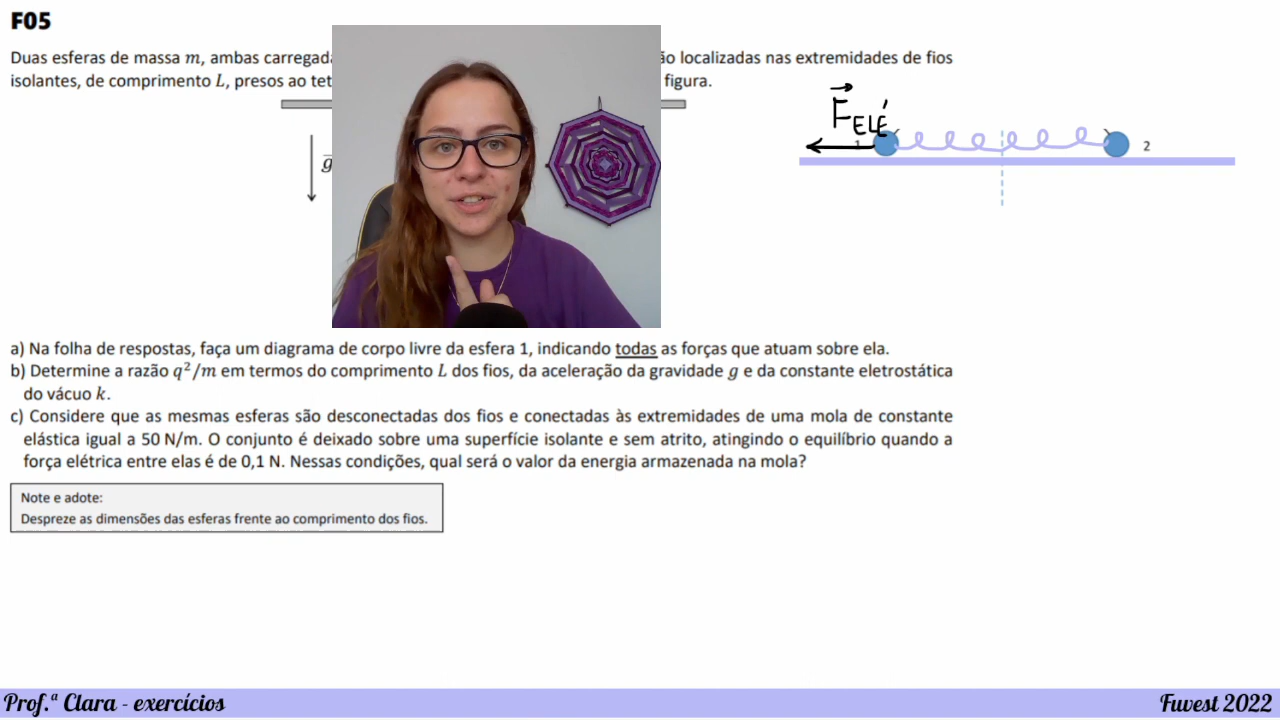 F05
Duas esferas de massa m, ambas carregad ão localizadas nas extremidades de fios
isolantes, de comprimento L, presos ao tet figura.
g
F ELÉ
1
2
a) Na folha de respostas, faça um diagrama de corpo livre da esfera 1, indicando todas as forças que atuam sobre ela.
b) Determine a razão q²/m em termos do comprimento L dos fios, da aceleração da gravidade g e da constante eletrostática
do vácuo k.
c) Considere que as mesmas esferas são desconectadas dos fios e conectadas às extremidades de uma mola de constante
elástica igual a 50 N/m. O conjunto é deixado sobre uma superfície isolante e sem atrito, atingindo o equilíbrio quando a
força elétrica entre elas é de 0,1 N. Nessas condições, qual será o valor da energia armazenada na mola?
Note e adote:
Despreze as dimensões das esferas frente ao comprimento dos fios.
Prof.ª Clara - exercícios
Fuvest 2022